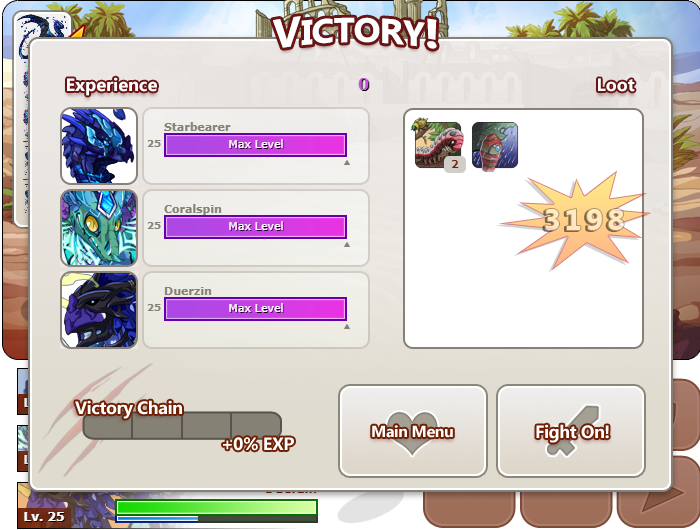 VICTORY!
Experience
0
Loot
Starbearer
25
Max Level
2
Coralspin
25
Max Level
3198
Duerzin
25
Max Level
Victory Chain
+0% EXP
Main Menu
Fight On!
Lv. 25